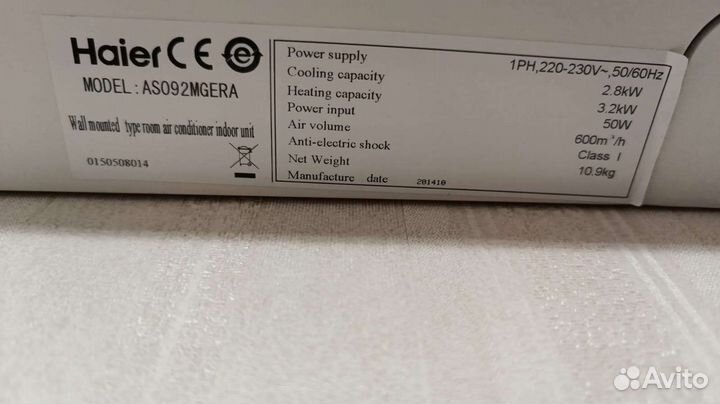 Haier CE e
MODEL: AS092MGERA
Wall mounted type room air conditioner indoor unit
0150508014
Power supply 1PH,220-230V~,50/60Hz
Cooling capacity 2.8kW
Heating capacity 3.2kW
Power input 50W
Air volume 600m³/h
Anti-electric shock Class I
Net Weight 10.9kg
Manufacture date 201410
Avito